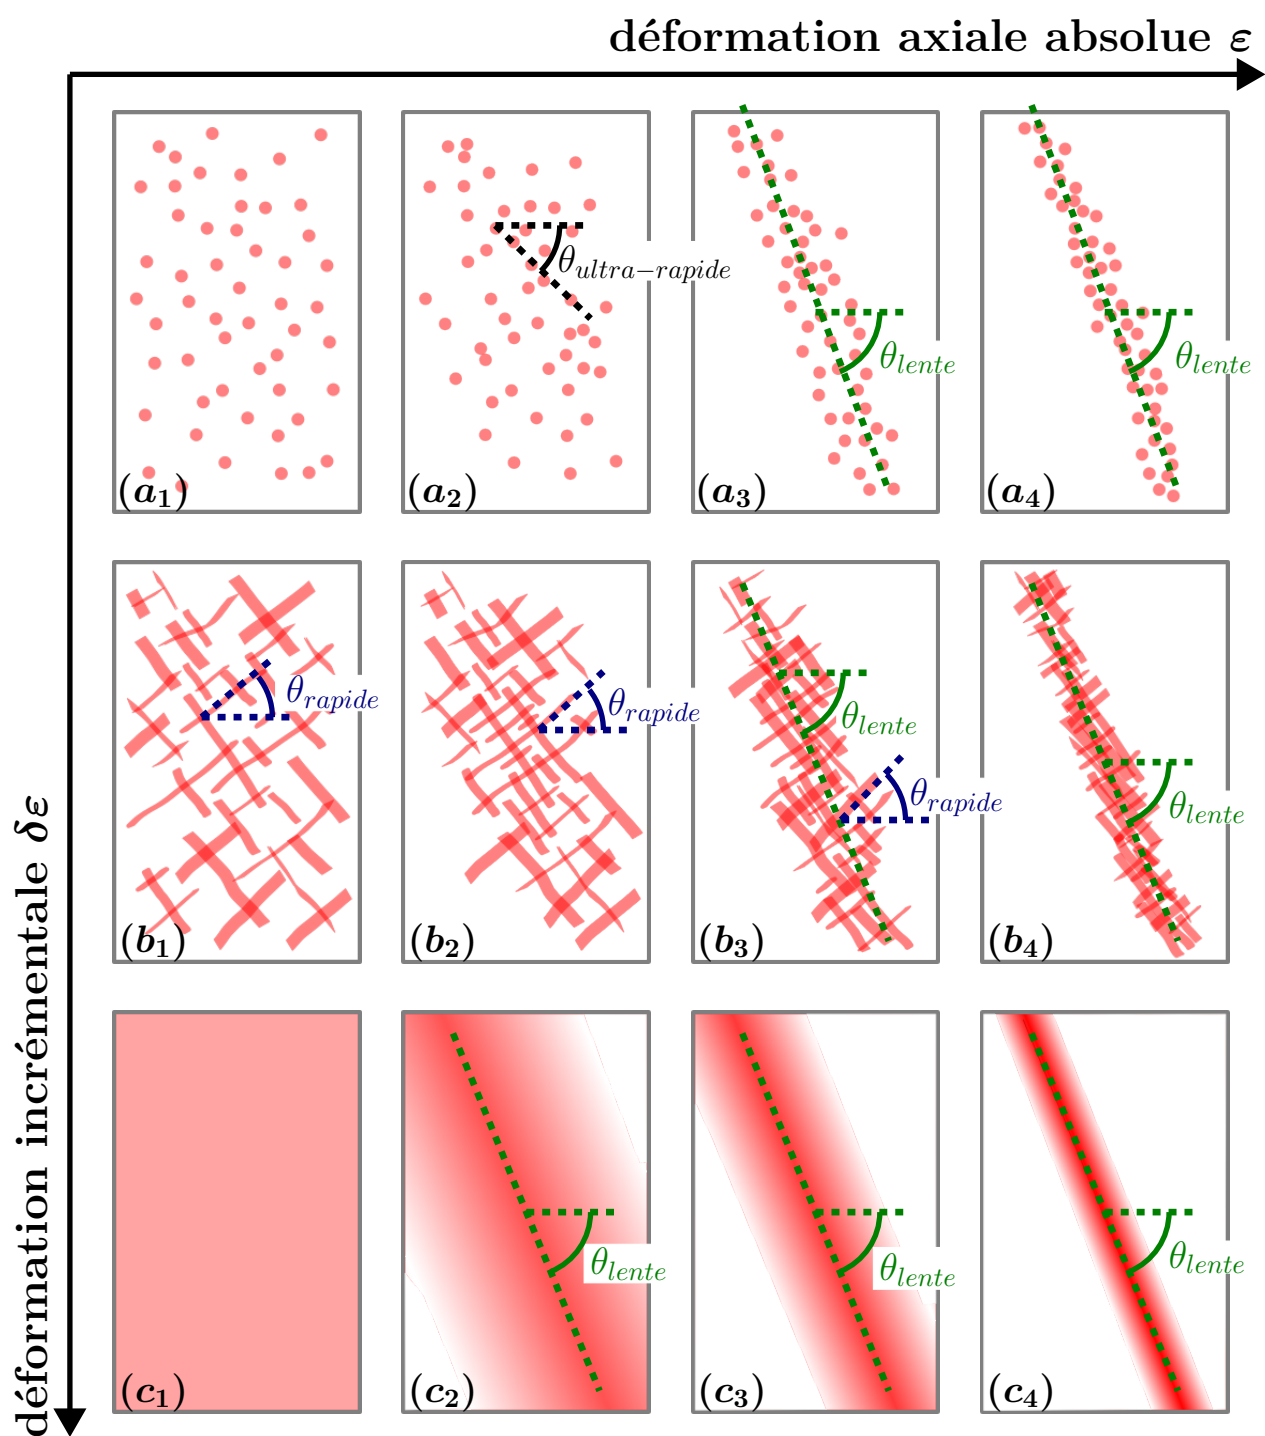 déformation axiale absolue ε
déformation incrémentale δε
θultra−rapide
θlente
θlente
(a1)
(a2)
(a3)
(a4)
θrapide
θrapide
θlente
θrapide
θlente
(b1)
(b2)
(b3)
(b4)
θlente
θlente
θlente
(c1)
(c2)
(c3)
(c4)